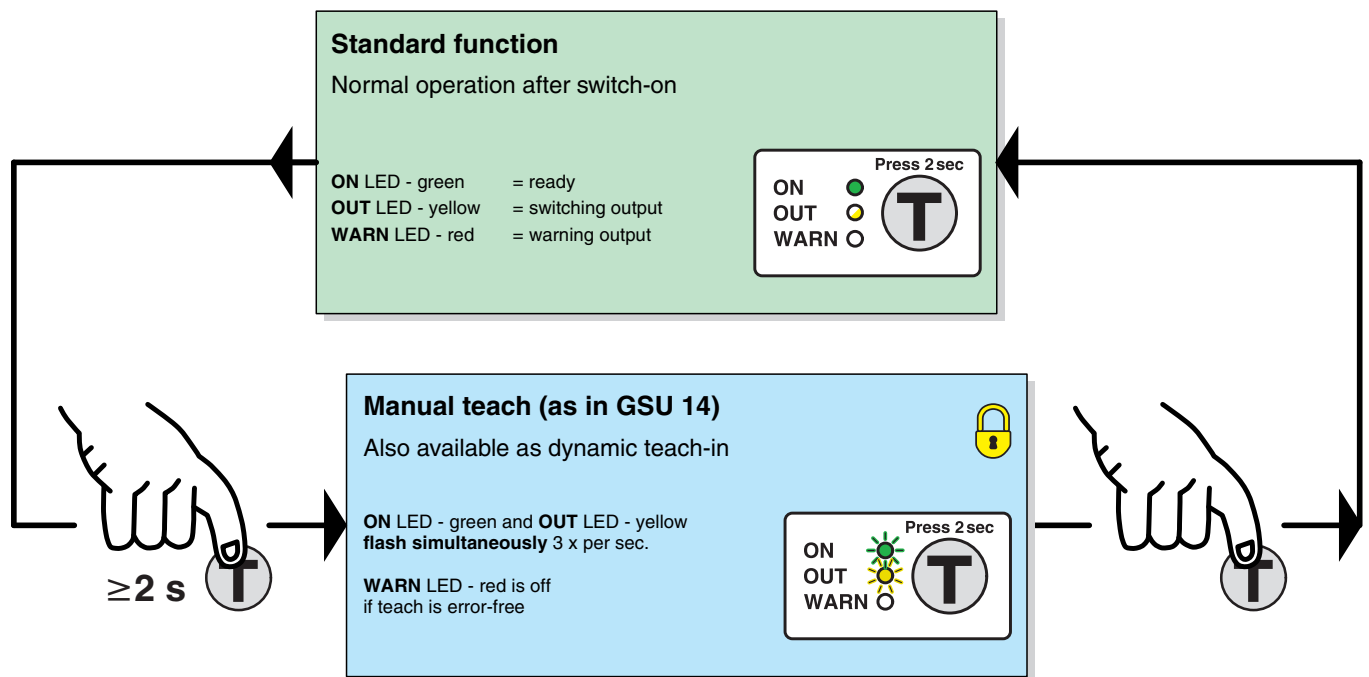 Standard function
Normal operation after switch-on
ON LED - green = ready
OUT LED - yellow = switching output
WARN LED - red = warning output
Press 2 sec
ON
OUT
WARN
T
Manual teach (as in GSU 14)
Also available as dynamic teach-in
ON LED - green and OUT LED - yellow
flash simultaneously 3 x per sec.
WARN LED - red is off
if teach is error-free
Press 2 sec
ON
OUT
WARN
T
≥2 s
T
T